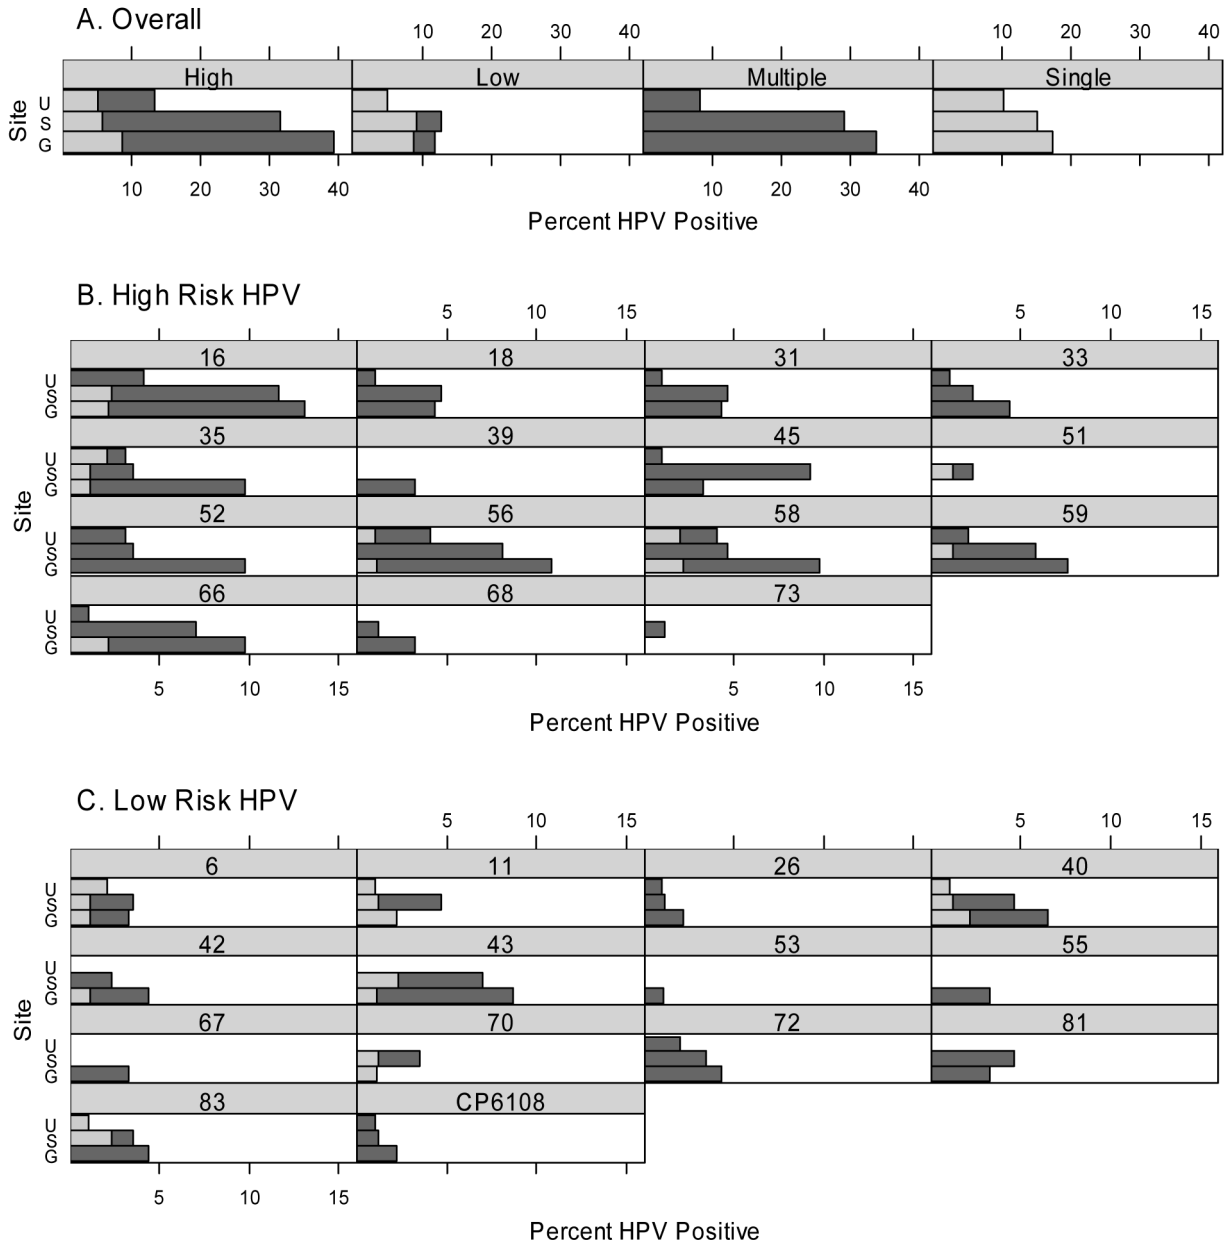 A. Overall
10 20 30 40 10 20 30 40
High Low Multiple Single
U
S
G
Site
10 20 30 40 10 20 30 40
Percent HPV Positive
B. High Risk HPV
5 10 15 5 10 15
16 18 31 33
U
S
G
35 39 45 51
U
S
G
Site
52 56 58 59
U
S
G
66 68 73
U
S
G
5 10 15 5 10 15
Percent HPV Positive
C. Low Risk HPV
5 10 15 5 10 15
6 11 26 40
U
S
G
42 43 53 55
U
S
G
Site
67 70 72 81
U
S
G
83 CP6108
U
S
G
5 10 15
Percent HPV Positive